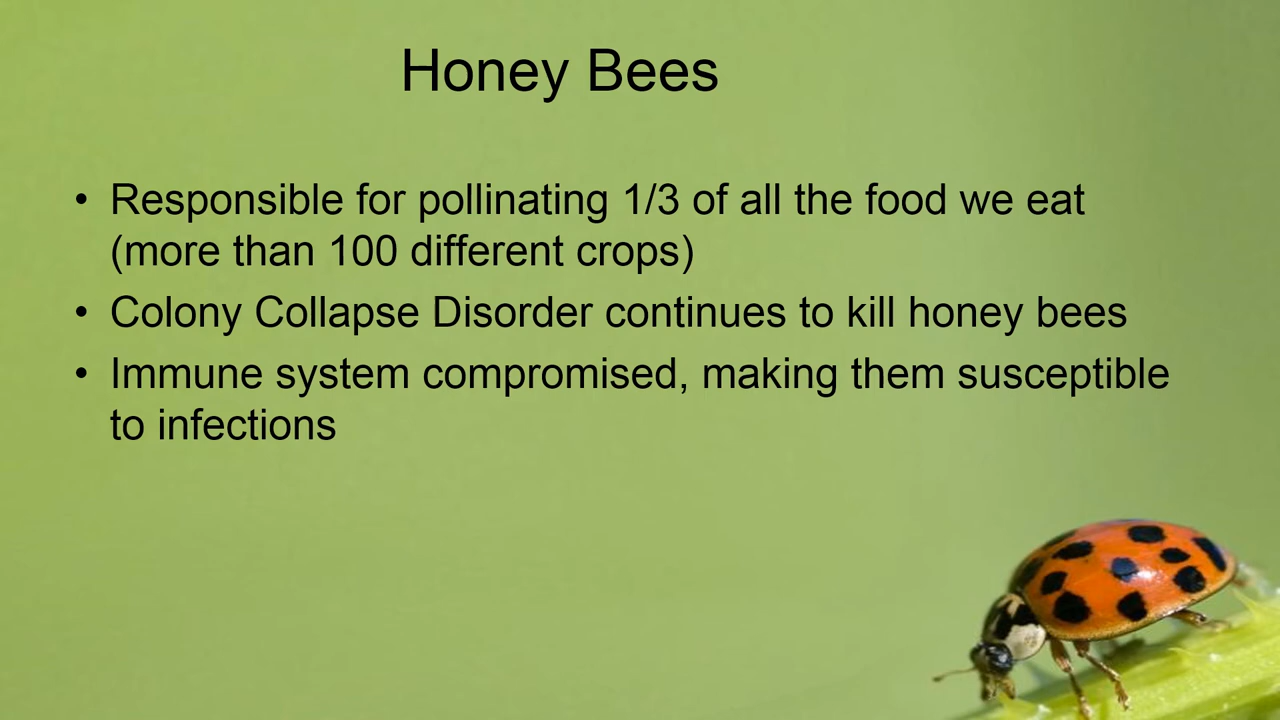 Honey Bees
• Responsible for pollinating 1/3 of all the food we eat
(more than 100 different crops)
• Colony Collapse Disorder continues to kill honey bees
• Immune system compromised, making them susceptible
to infections